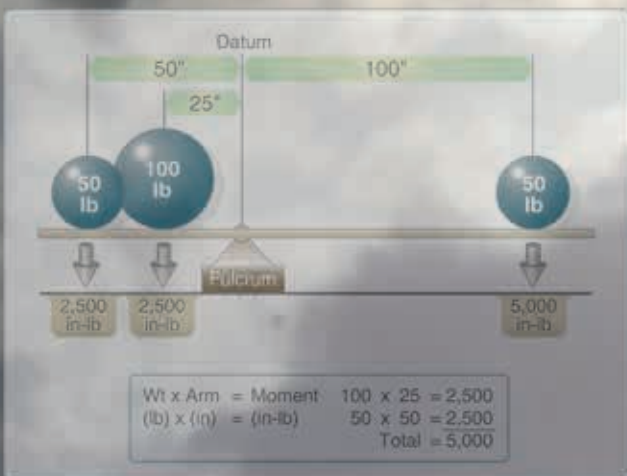 Datum
50" 100"
25"
50 lb
100 lb
50 lb
Fulcrum
2,500 in-lb
2,500 in-lb
5,000 in-lb
Wt x Arm = Moment 100 x 25 = 2,500
(lb) x (in) = (in-lb) 50 x 50 = 2,500
Total = 5,000